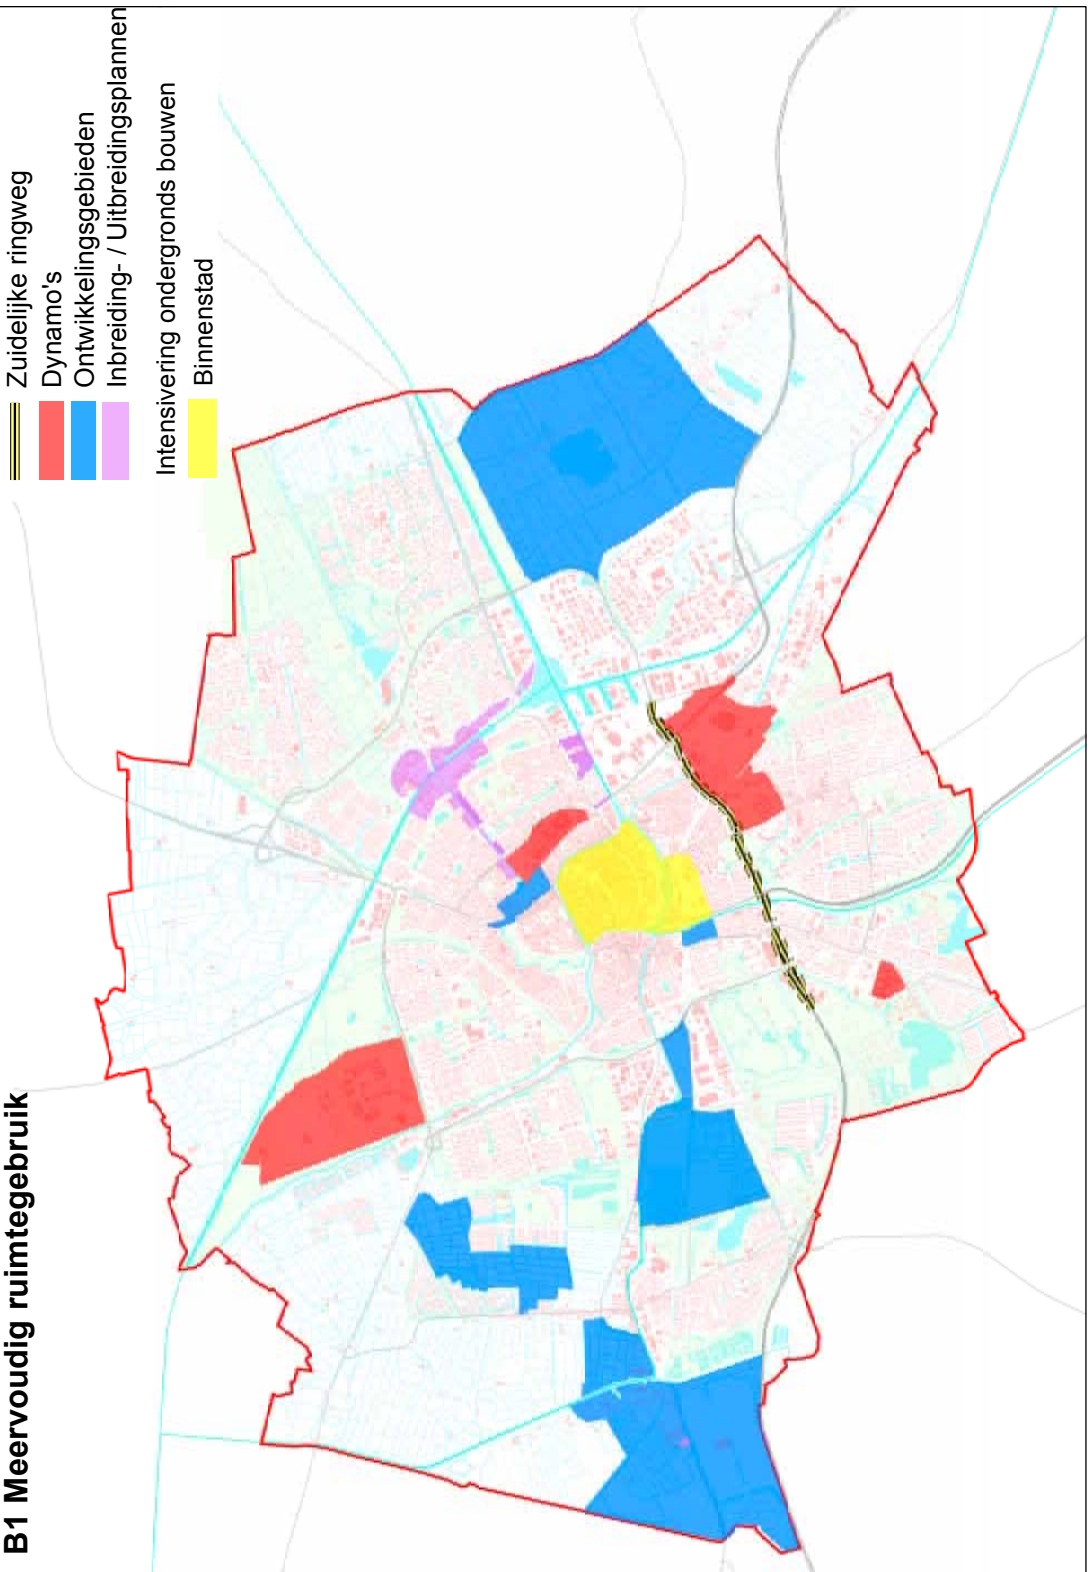 B1 Meervoudig ruimtegebruik
Zuidelijke ringweg
Dynamo's
Ontwikkelingsgebieden
Inbreiding- / Uitbreidingsplannen
Intensivering ondergronds bouwen
Binnenstad